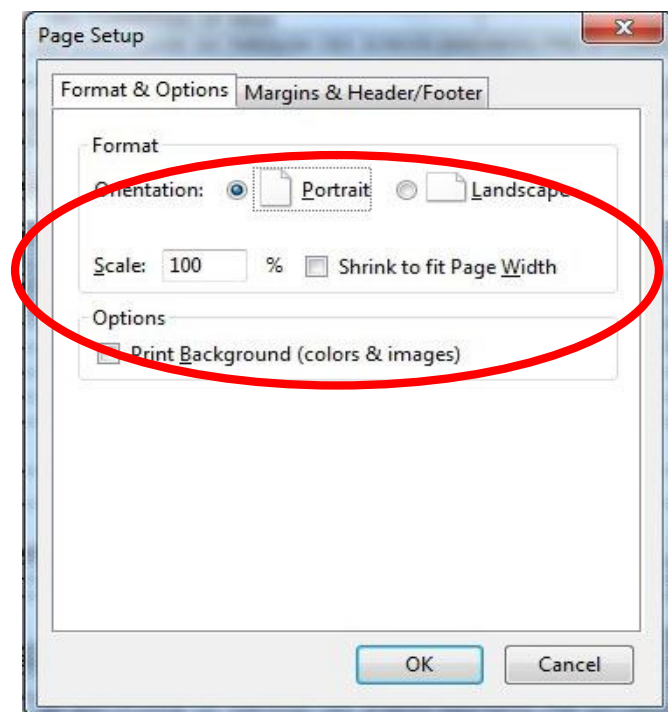 Page Setup
Format & Options Margins & Header/Footer
Format
Orientation: Portrait Landscape
Scale: 100 % Shrink to fit Page Width
Options
Print Background (colors & images)
OK Cancel